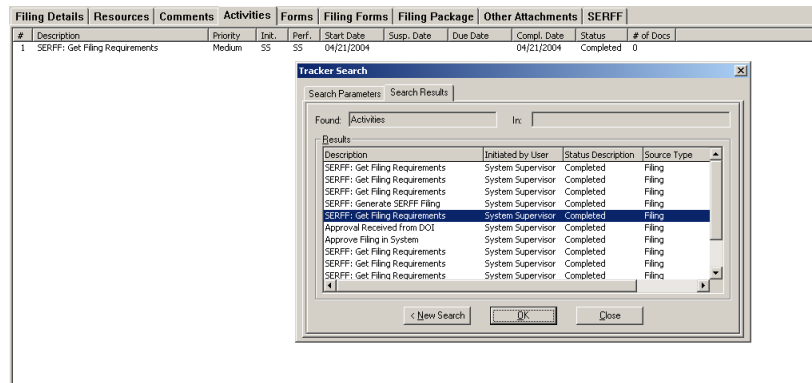 Filing Details Resources Comments Activities Forms Filing Forms Filing Package Other Attachments SERFF
# Description Priority Init. Perf. Start Date Susp. Date Due Date Compl. Date Status # of Docs
1 SERFF: Get Filing Requirements Medium SS SS 04/21/2004 04/21/2004 Completed 0
Tracker Search
Search Parameters Search Results
Found: Activities In:
Results
Description Initiated by User Status Description Source Type
SERFF: Get Filing Requirements System Supervisor Completed Filing
SERFF: Get Filing Requirements System Supervisor Completed Filing
SERFF: Get Filing Requirements System Supervisor Completed Filing
SERFF: Generate SERFF Filing System Supervisor Completed Filing
SERFF: Get Filing Requirements System Supervisor Completed Filing
Approval Received from DOI System Supervisor Completed Filing
Approve Filing in System System Supervisor Completed Filing
SERFF: Get Filing Requirements System Supervisor Completed Filing
SERFF: Get Filing Requirements System Supervisor Completed Filing
SERFF: Get Filing Requirements System Supervisor Completed Filing
< New Search OK Close